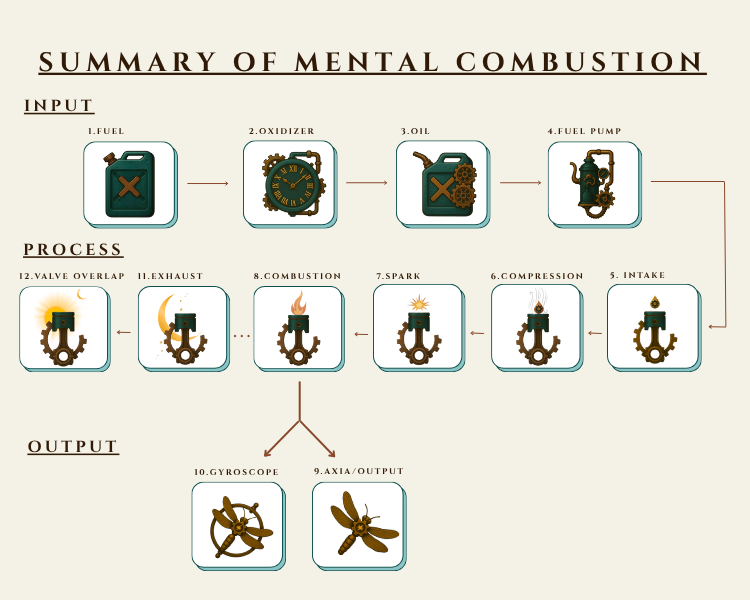 SUMMARY OF MENTAL COMBUSTION
INPUT
1.FUEL
2.OXIDIZER
3.OIL
4.FUEL PUMP
PROCESS
12.VALVE OVERLAP
11.EXHAUST
8.COMBUSTION
7.SPARK
6.COMPRESSION
5. INTAKE
OUTPUT
10.GYROSCOPE
9.AXIA/OUTPUT